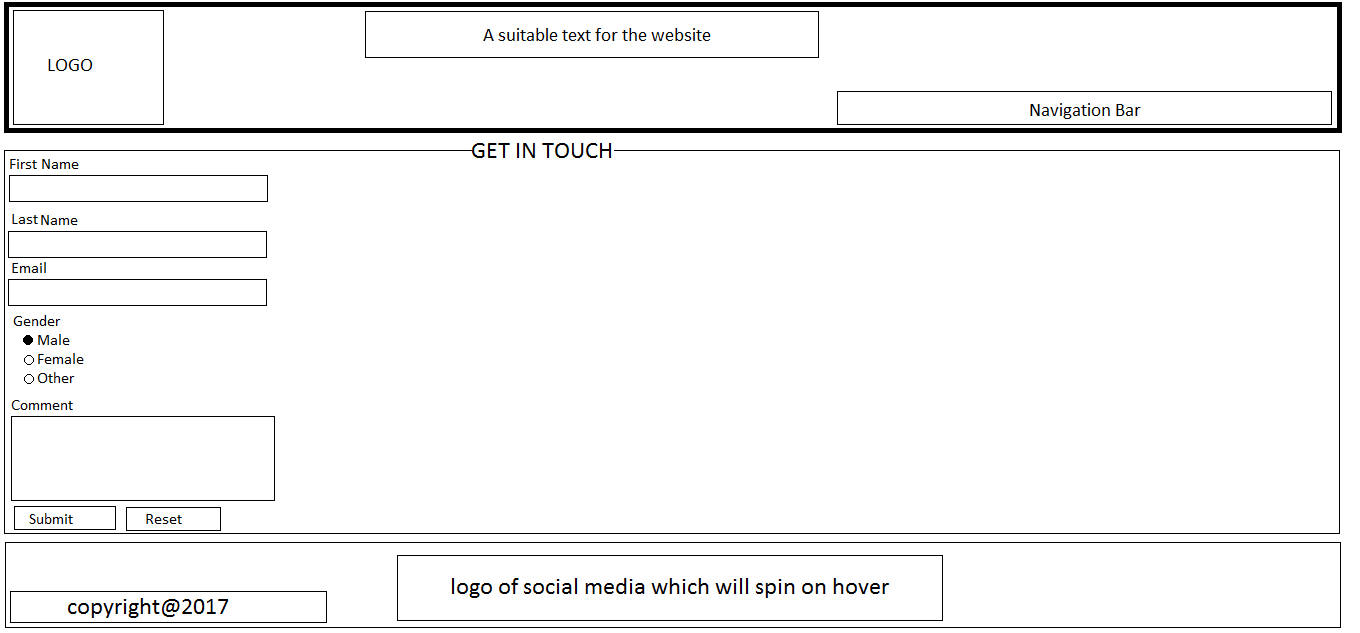 A suitable text for the website
LOGO
Navigation Bar
GET IN TOUCH
First Name
Last Name
Email
Gender
Male
Female
Other
Comment
Submit
Reset
logo of social media which will spin on hover
copyright@2017